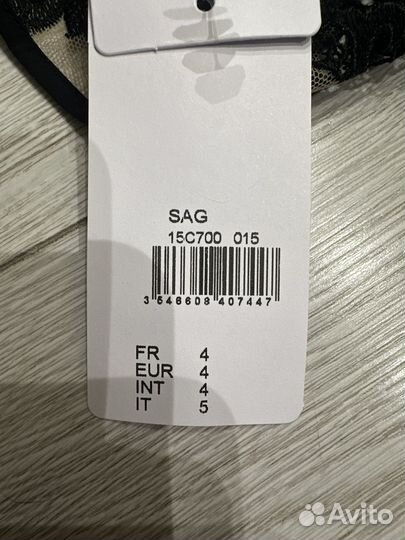 SAG
15C700 015
3 546608 407447
FR 4
EUR 4
INT 4
IT 5
Avito